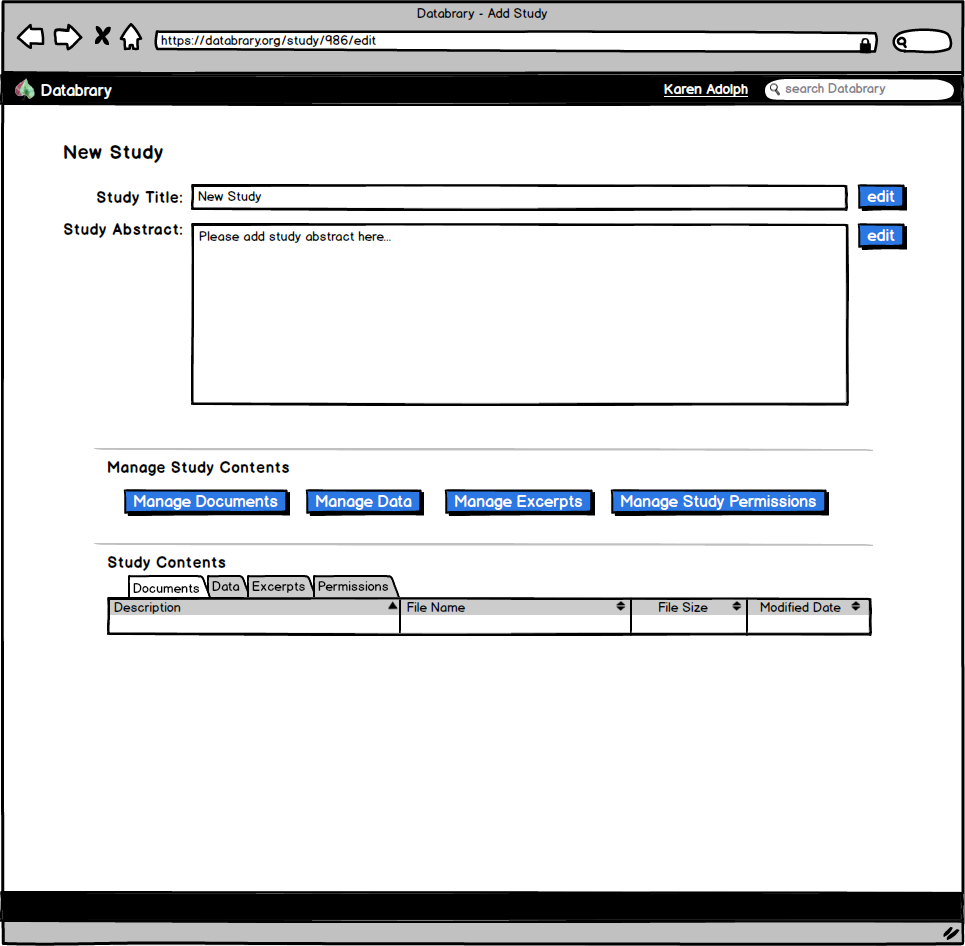 Databrary - Add Study
https://databrary.org/study/986/edit
Databrary Karen Adolph search Databrary
New Study
Study Title: New Study edit
Study Abstract: Please add study abstract here... edit
Manage Study Contents
Manage Documents Manage Data Manage Excerpts Manage Study Permissions
Study Contents
Documents Data Excerpts Permissions
Description File Name File Size Modified Date